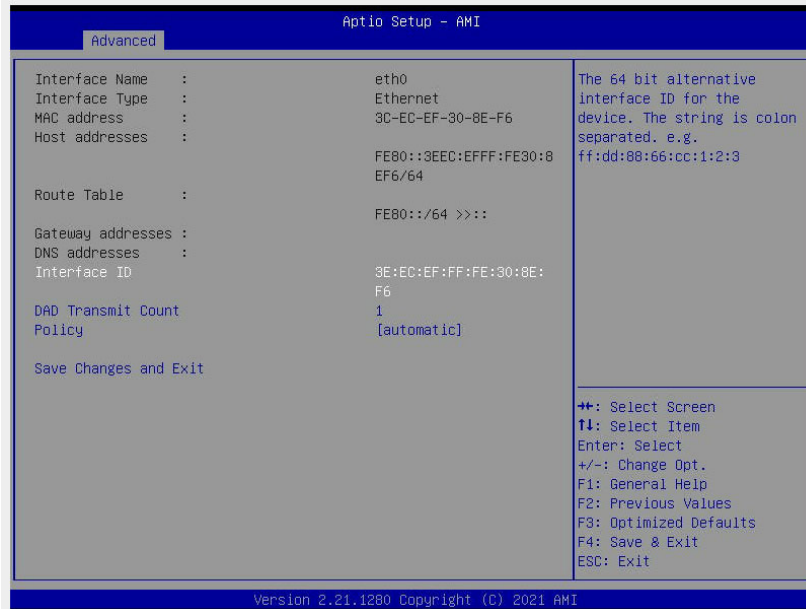 Aptio Setup – AMI
Advanced
Interface Name : eth0
Interface Type : Ethernet
MAC address : 3C-EC-EF-30-8E-F6
Host addresses :
FE80::3EEC:EFFF:FE30:8
EF6/64
Route Table :
FE80::/64 >>::
Gateway addresses :
DNS addresses :
Interface ID 3E:EC:EF:FF:FE:30:8E:
F6
DAD Transmit Count 1
Policy [automatic]
Save Changes and Exit
The 64 bit alternative
interface ID for the
device. The string is colon
separated. e.g.
ff:dd:88:66:cc:1:2:3
→←: Select Screen
↑↓: Select Item
Enter: Select
+/-: Change Opt.
F1: General Help
F2: Previous Values
F3: Optimized Defaults
F4: Save & Exit
ESC: Exit
Version 2.21.1280 Copyright (C) 2021 AMI